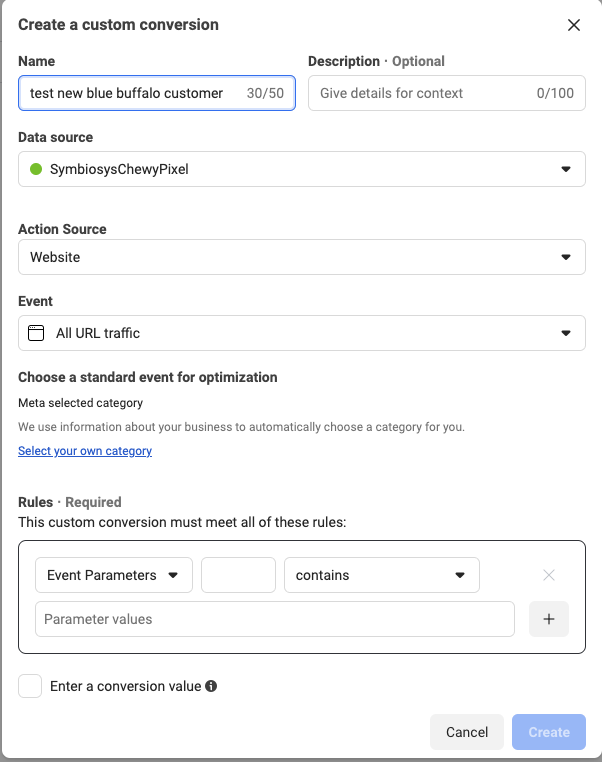 Create a custom conversion
Name
test new blue buffalo customer 30/50
Description · Optional
Give details for context 0/100
Data source
SymbiosysChewyPixel
Action Source
Website
Event
All URL traffic
Choose a standard event for optimization
Meta selected category
We use information about your business to automatically choose a category for you.
Select your own category
Rules · Required
This custom conversion must meet all of these rules:
Event Parameters contains
Parameter values
Enter a conversion value
Cancel Create